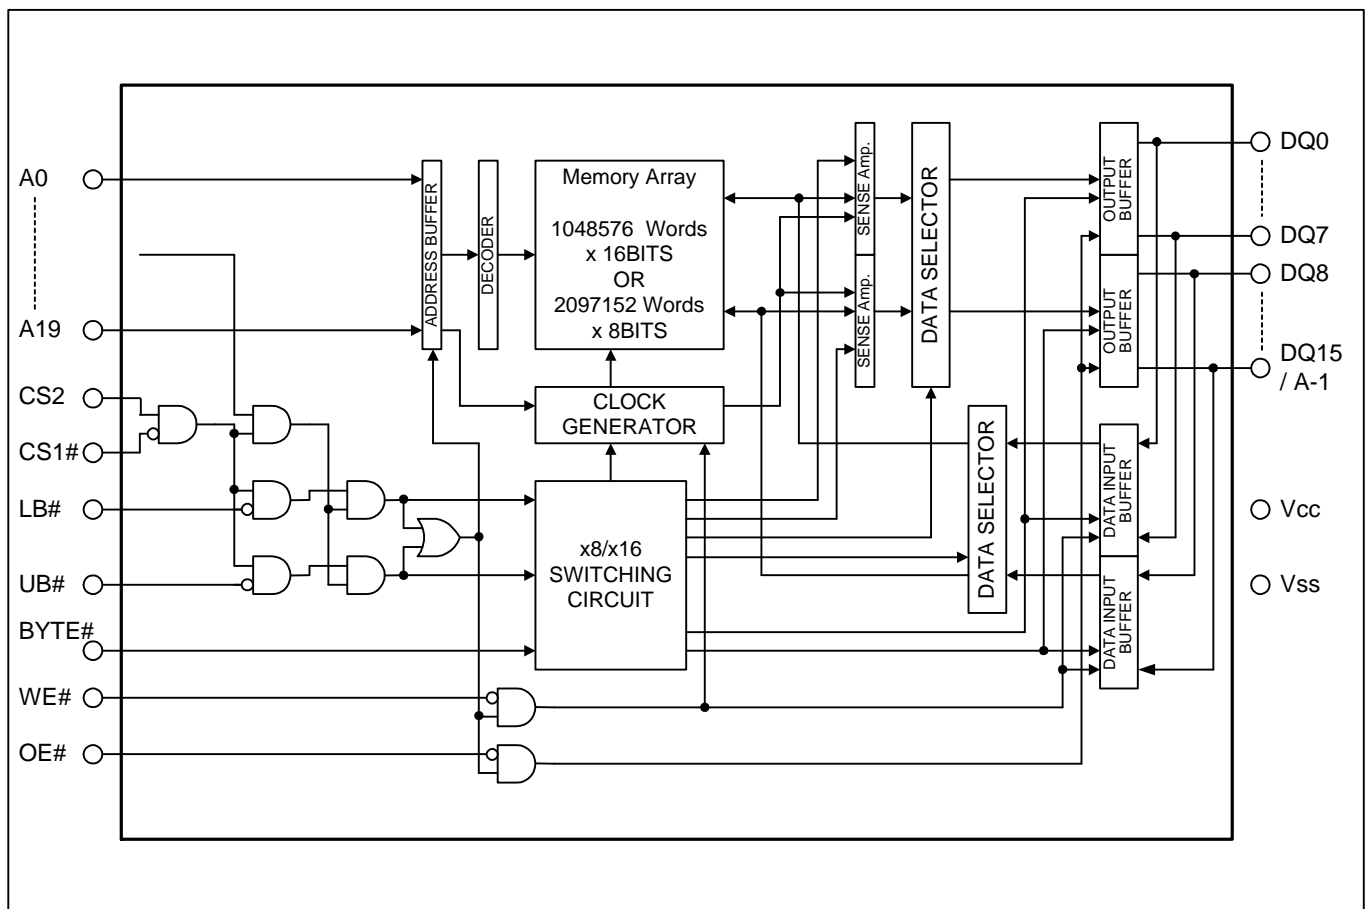 A0
A19
CS2
CS1#
LB#
UB#
BYTE#
WE#
OE#
ADDRESS BUFFER
DECODER
Memory Array
1048576 Words
x 16BITS
OR
2097152 Words
x 8BITS
CLOCK
GENERATOR
x8/x16
SWITCHING
CIRCUIT
SENSE Amp.
SENSE Amp.
DATA SELECTOR
DATA SELECTOR
OUTPUT
BUFFER
OUTPUT
BUFFER
DATA INPUT
BUFFER
DATA INPUT
BUFFER
DQ0
DQ7
DQ8
DQ15
/ A-1
Vcc
Vss